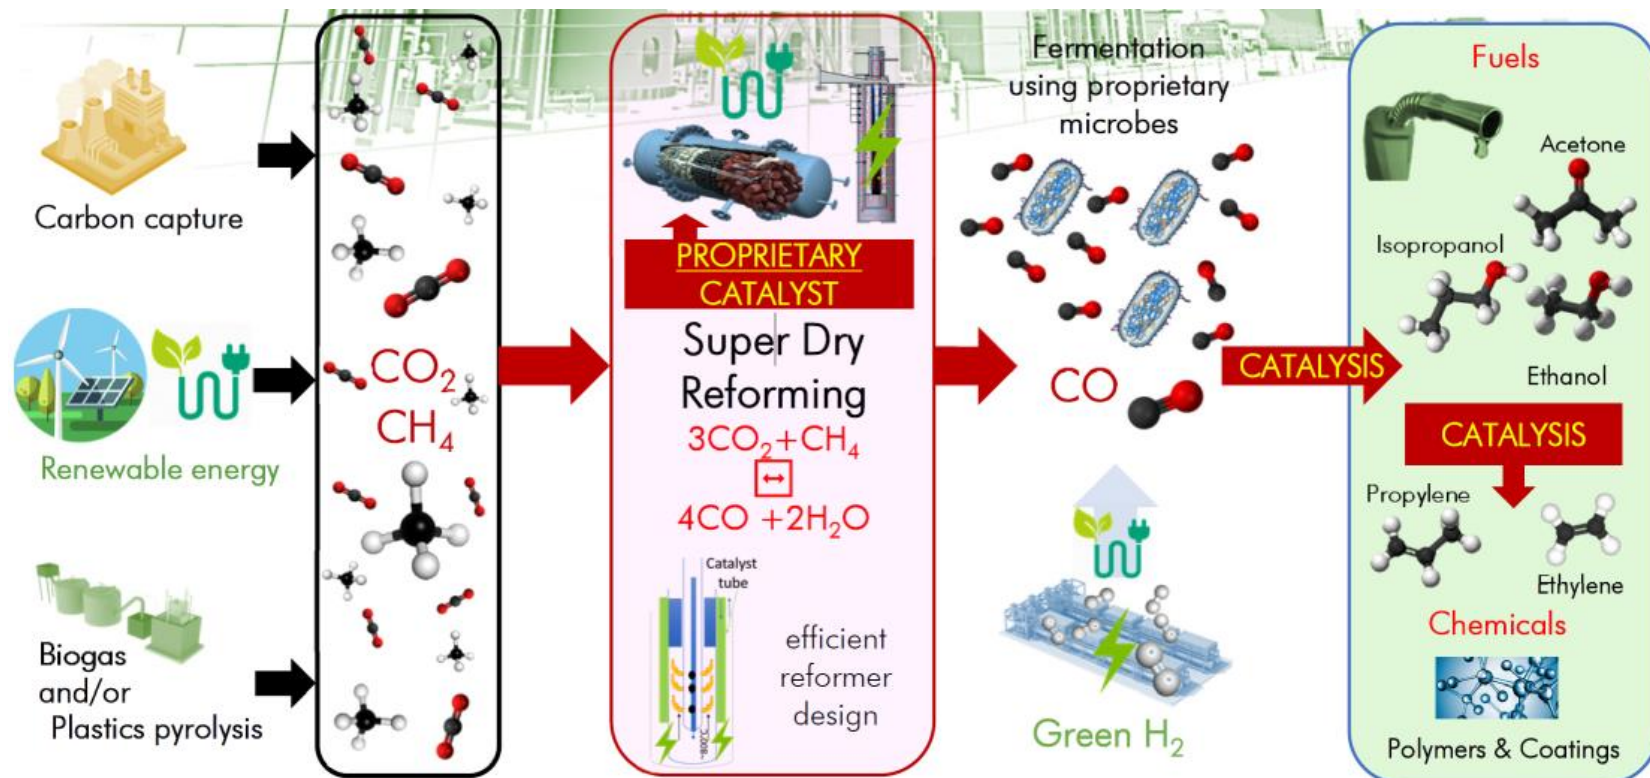 Carbon capture
Renewable energy
Biogas
and/or
Plastics pyrolysis
CO₂
CH₄
PROPRIETARY
CATALYST
Super Dry
Reforming
3CO₂+CH₄
↔
4CO +2H₂O
Catalyst
tube
~800°C
efficient
reformer
design
Fermentation
using proprietary
microbes
CO
Green H₂
CATALYSIS
Fuels
Acetone
Isopropanol
Ethanol
CATALYSIS
Propylene
Ethylene
Chemicals
Polymers & Coatings